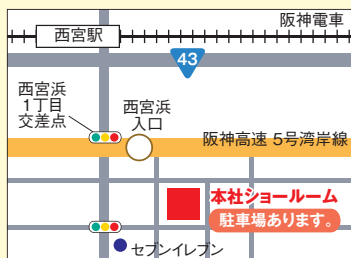 阪神電車
西宮駅
43
西宮浜
1丁目
交差点
西宮浜
入口
阪神高速 5号湾岸線
本社ショールーム
駐車場あります。
セブンイレブン